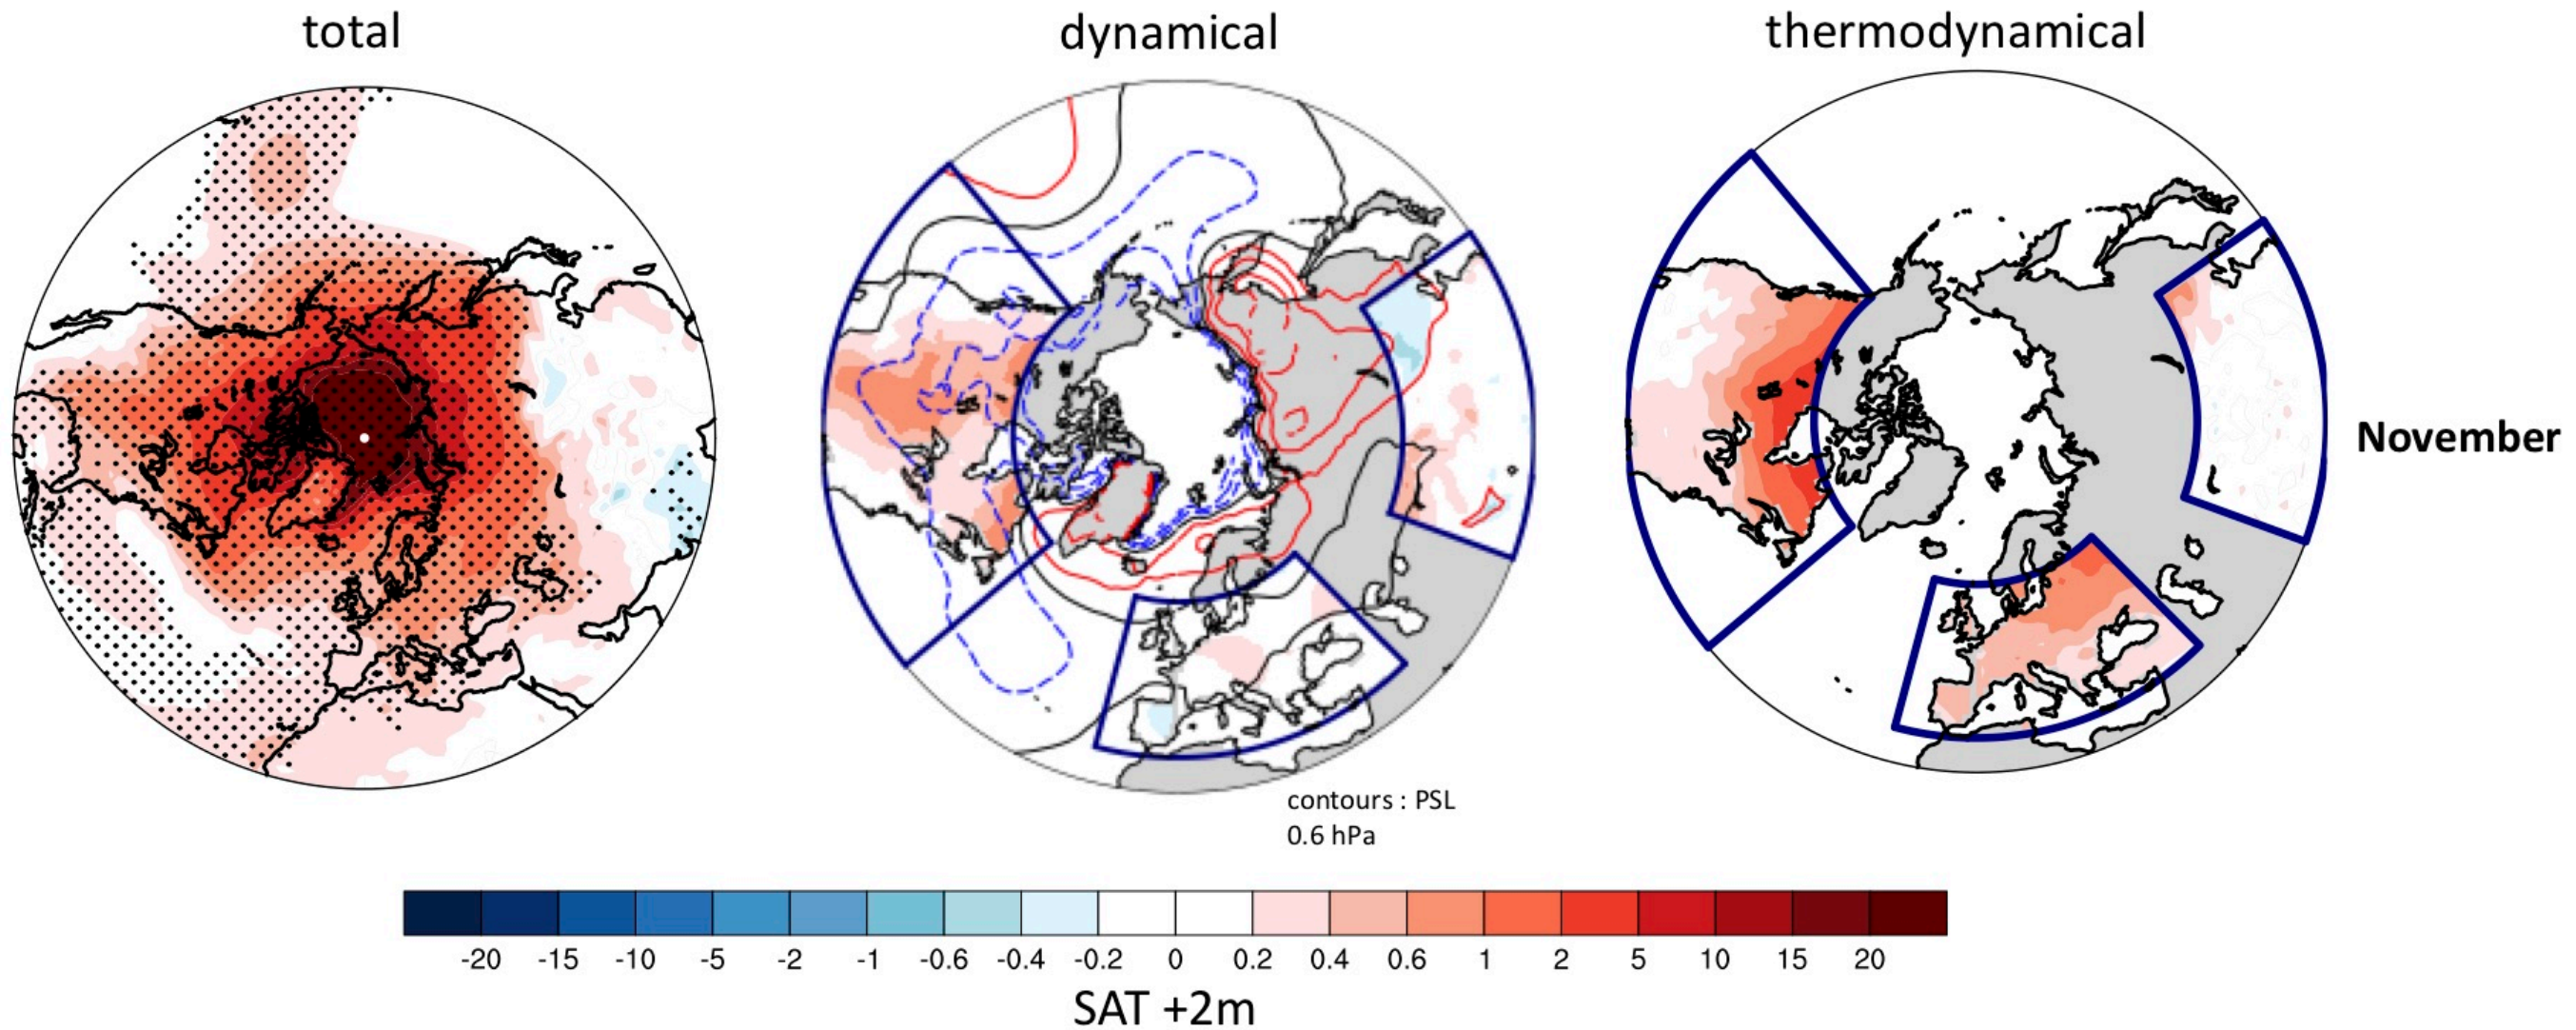 total
dynamical
thermodynamical
November
contours : PSL
0.6 hPa
-20 -15 -10 -5 -2 -1 -0.6 -0.4 -0.2 0 0.2 0.4 0.6 1 2 5 10 15 20
SAT +2m